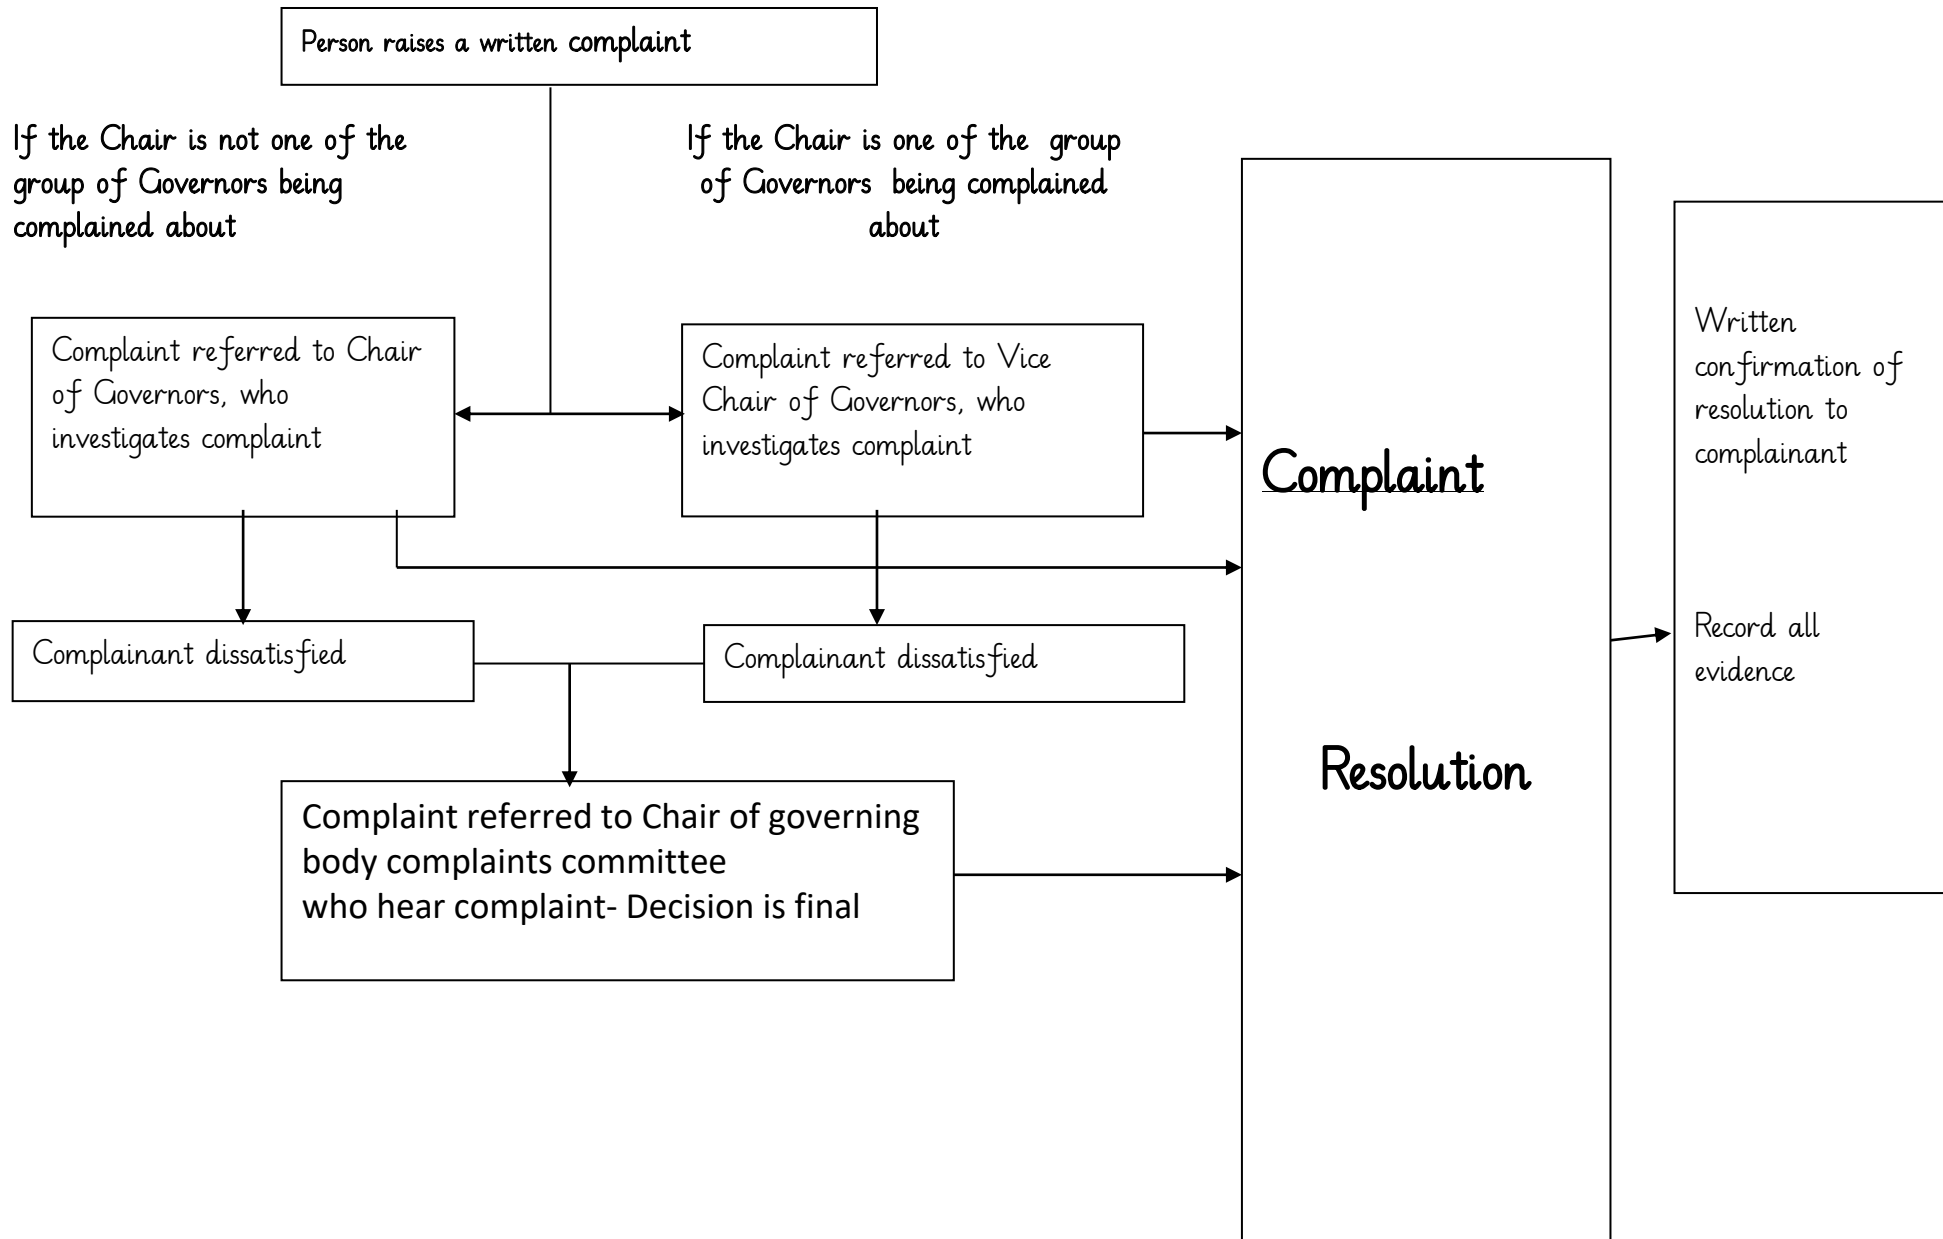 Person raises a written complaint
If the Chair is not one of the
group of Governors being
complained about
If the Chair is one of the group
of Governors being complained
about
Complaint referred to Chair
of Governors, who
investigates complaint
Complaint referred to Vice
Chair of Governors, who
investigates complaint
Complainant dissatisfied
Complainant dissatisfied
Complaint referred to Chair of governing
body complaints committee
who hear complaint- Decision is final
Complaint
Resolution
Written
confirmation of
resolution to
complainant
Record all
evidence